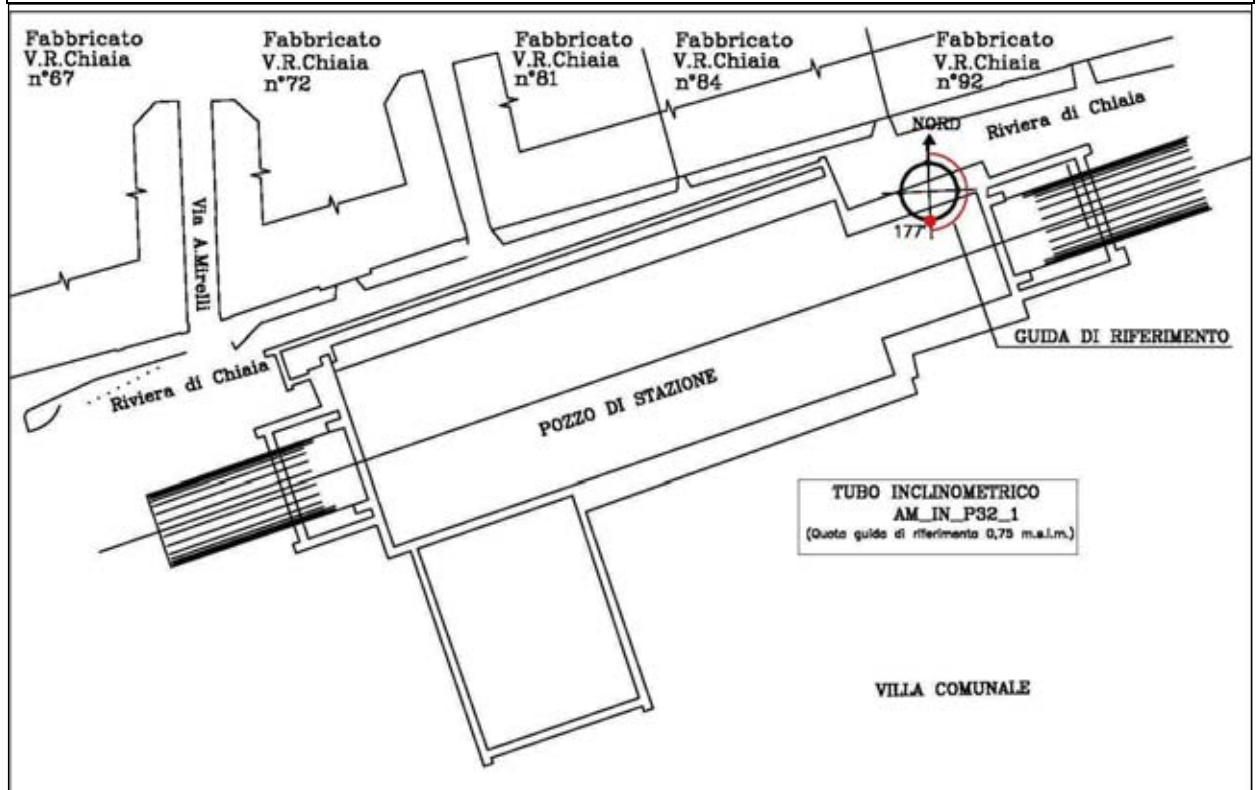 Fabbricato
V.R.Chiaia
n°67
Fabbricato
V.R.Chiaia
n°72
Fabbricato
V.R.Chiaia
n°81
Fabbricato
V.R.Chiaia
n°84
Fabbricato
V.R.Chiaia
n°92
NORD
Riviera di Chiaia
Via A.Mirelli
177°
GUIDA DI RIFERIMENTO
Riviera di Chiaia
POZZO DI STAZIONE
TUBO INCLINOMETRICO
AM_IN_P32_1
(Quota guida di riferimento 0,75 m.s.l.m.)
VILLA COMUNALE